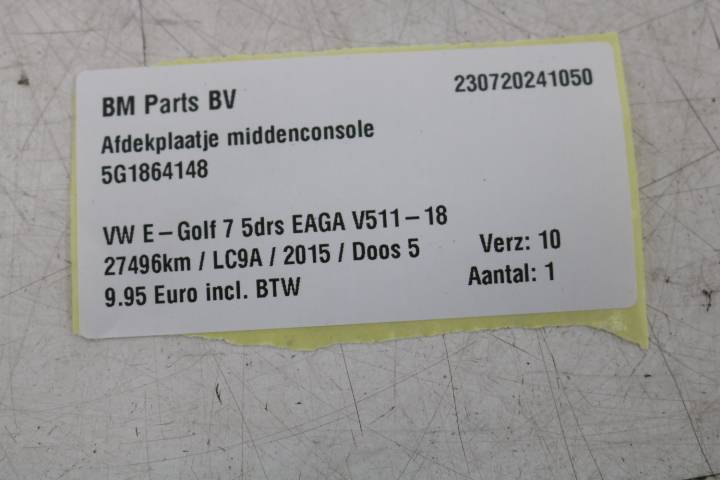 BM Parts BV 230720241050
Afdekplaatje middenconsole
5G1864148
VW E-Golf 7 5drs EAGA V511-18
27496km / LC9A / 2015 / Doos 5 Verz: 10
9.95 Euro incl. BTW Aantal: 1